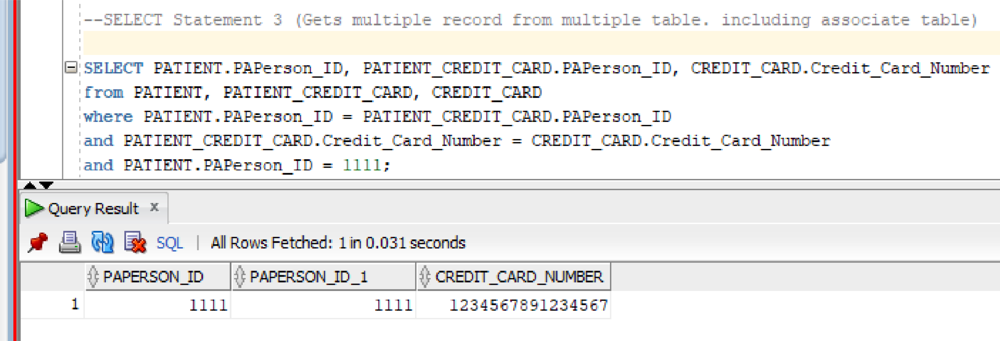 --SELECT Statement 3 (Gets multiple record from multiple table. including associate table)
SELECT PATIENT.PAPerson_ID, PATIENT_CREDIT_CARD.PAPerson_ID, CREDIT_CARD.Credit_Card_Number
from PATIENT, PATIENT_CREDIT_CARD, CREDIT_CARD
where PATIENT.PAPerson_ID = PATIENT_CREDIT_CARD.PAPerson_ID
and PATIENT_CREDIT_CARD.Credit_Card_Number = CREDIT_CARD.Credit_Card_Number
and PATIENT.PAPerson_ID = 1111;
Query Result x
SQL | All Rows Fetched: 1 in 0.031 seconds
PAPERSON_ID PAPERSON_ID_1 CREDIT_CARD_NUMBER
1 1111 1111 1234567891234567